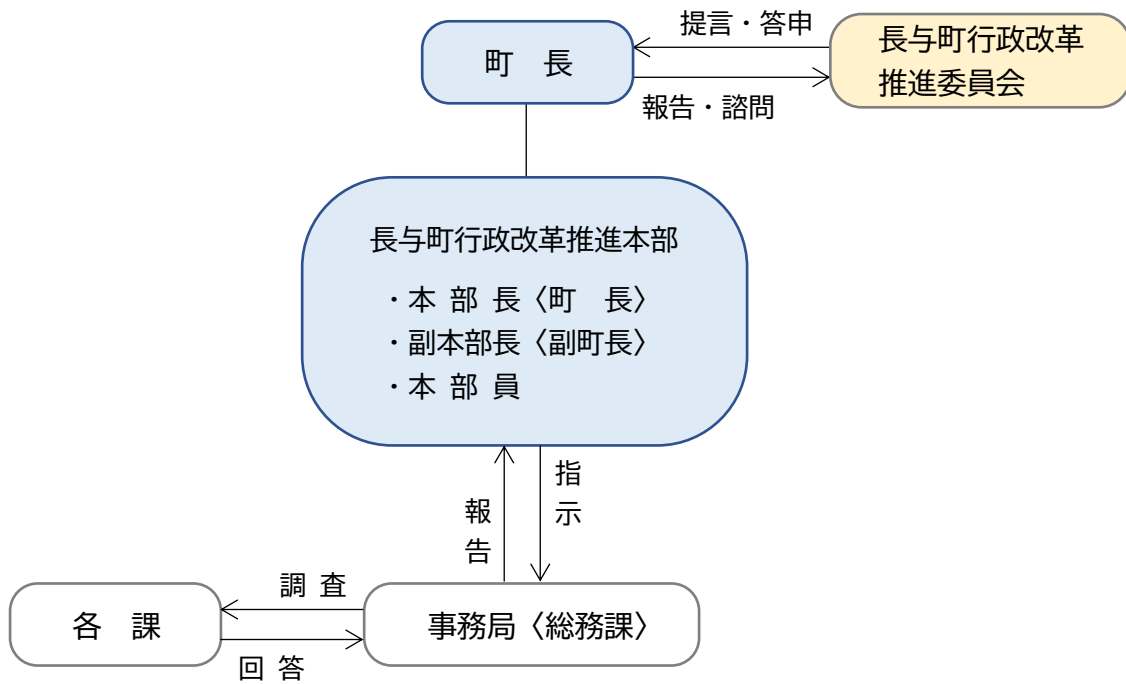 提言・答申
町　長
長与町行政改革
推進委員会
報告・諮問
長与町行政改革推進本部
・本 部 長〈町　長〉
・副本部長〈副町長〉
・本 部 員
報告
指示
調 査
各　課
事務局〈総務課〉
回 答